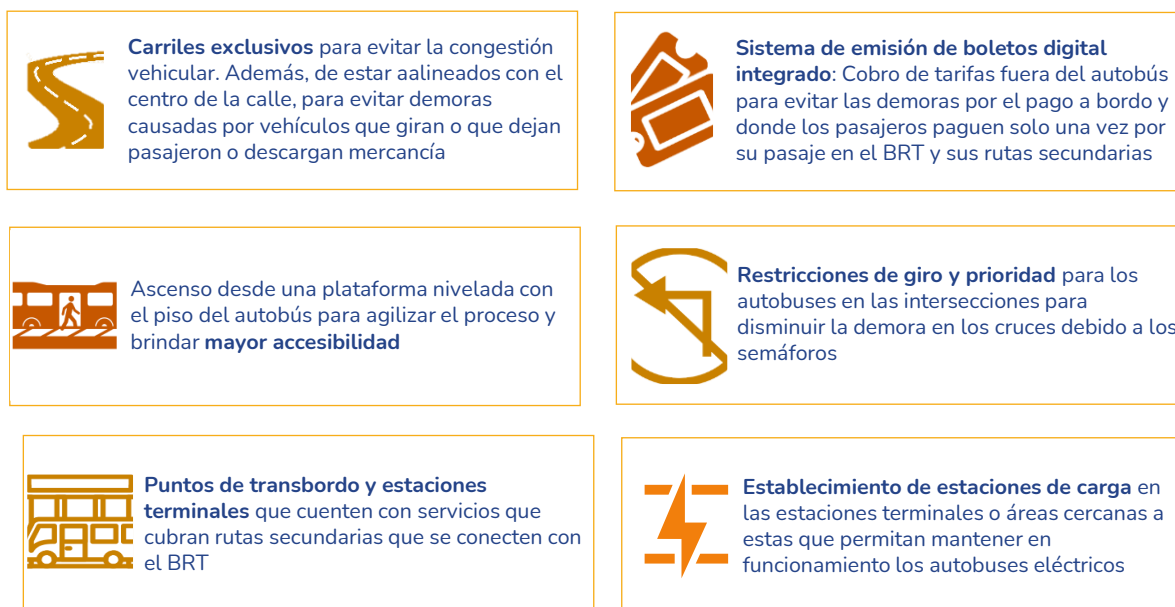 Carriles exclusivos para evitar la congestión
vehicular. Además, de estar aalineados con el
centro de la calle, para evitar demoras
causadas por vehículos que giran o que dejan
pasajeron o descargan mercancía
Sistema de emisión de boletos digital
integrado: Cobro de tarifas fuera del autobús
para evitar las demoras por el pago a bordo y
donde los pasajeros paguen solo una vez por
su pasaje en el BRT y sus rutas secundarias
Ascenso desde una plataforma nivelada con
el piso del autobús para agilizar el proceso y
brindar mayor accesibilidad
Restricciones de giro y prioridad para los
autobuses en las intersecciones para
disminuir la demora en los cruces debido a los
semáforos
Puntos de transbordo y estaciones
terminales que cuenten con servicios que
cubran rutas secundarias que se conecten con
el BRT
Establecimiento de estaciones de carga en
las estaciones terminales o áreas cercanas a
estas que permitan mantener en
funcionamiento los autobuses eléctricos